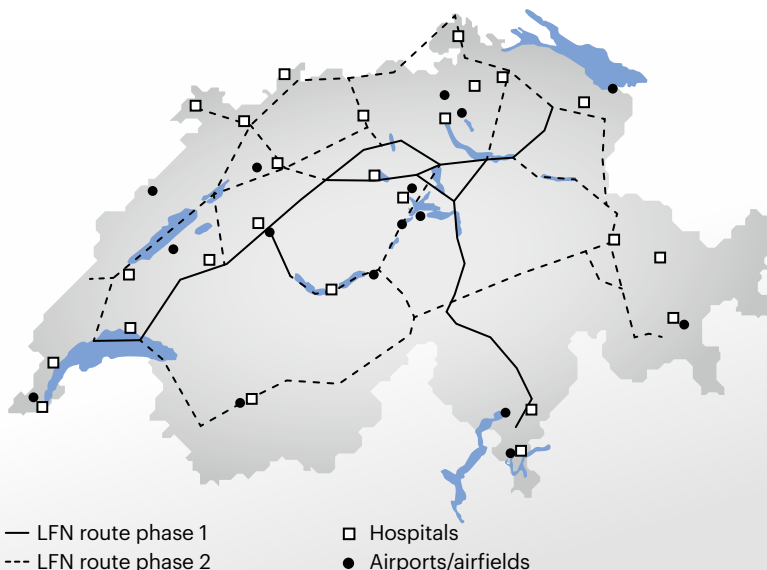 LFN route phase 1
LFN route phase 2
Hospitals
Airports/airfields